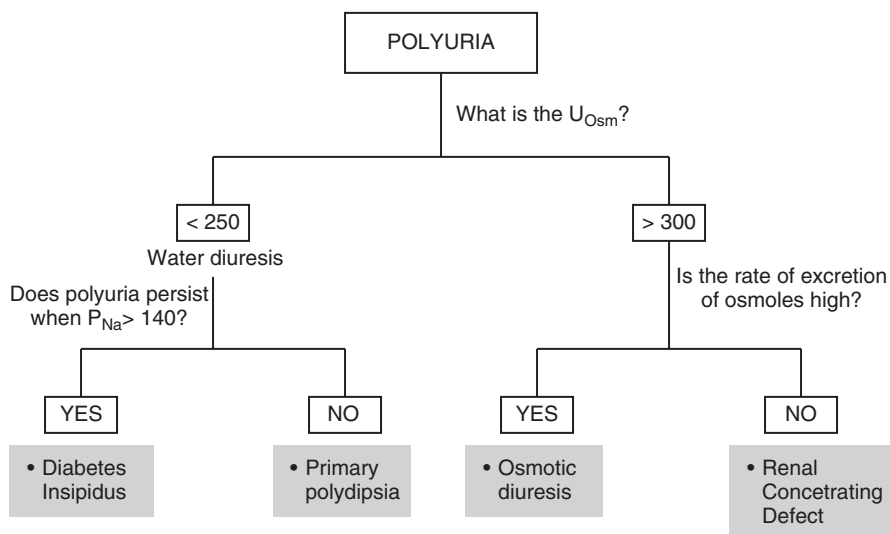 POLYURIA
What is the UOsm?
< 250
Water diuresis
Does polyuria persist
when PNa> 140?
YES
• Diabetes
Insipidus
NO
• Primary
polydipsia
> 300
Is the rate of excretion
of osmoles high?
YES
• Osmotic
diuresis
NO
• Renal
Concetrating
Defect